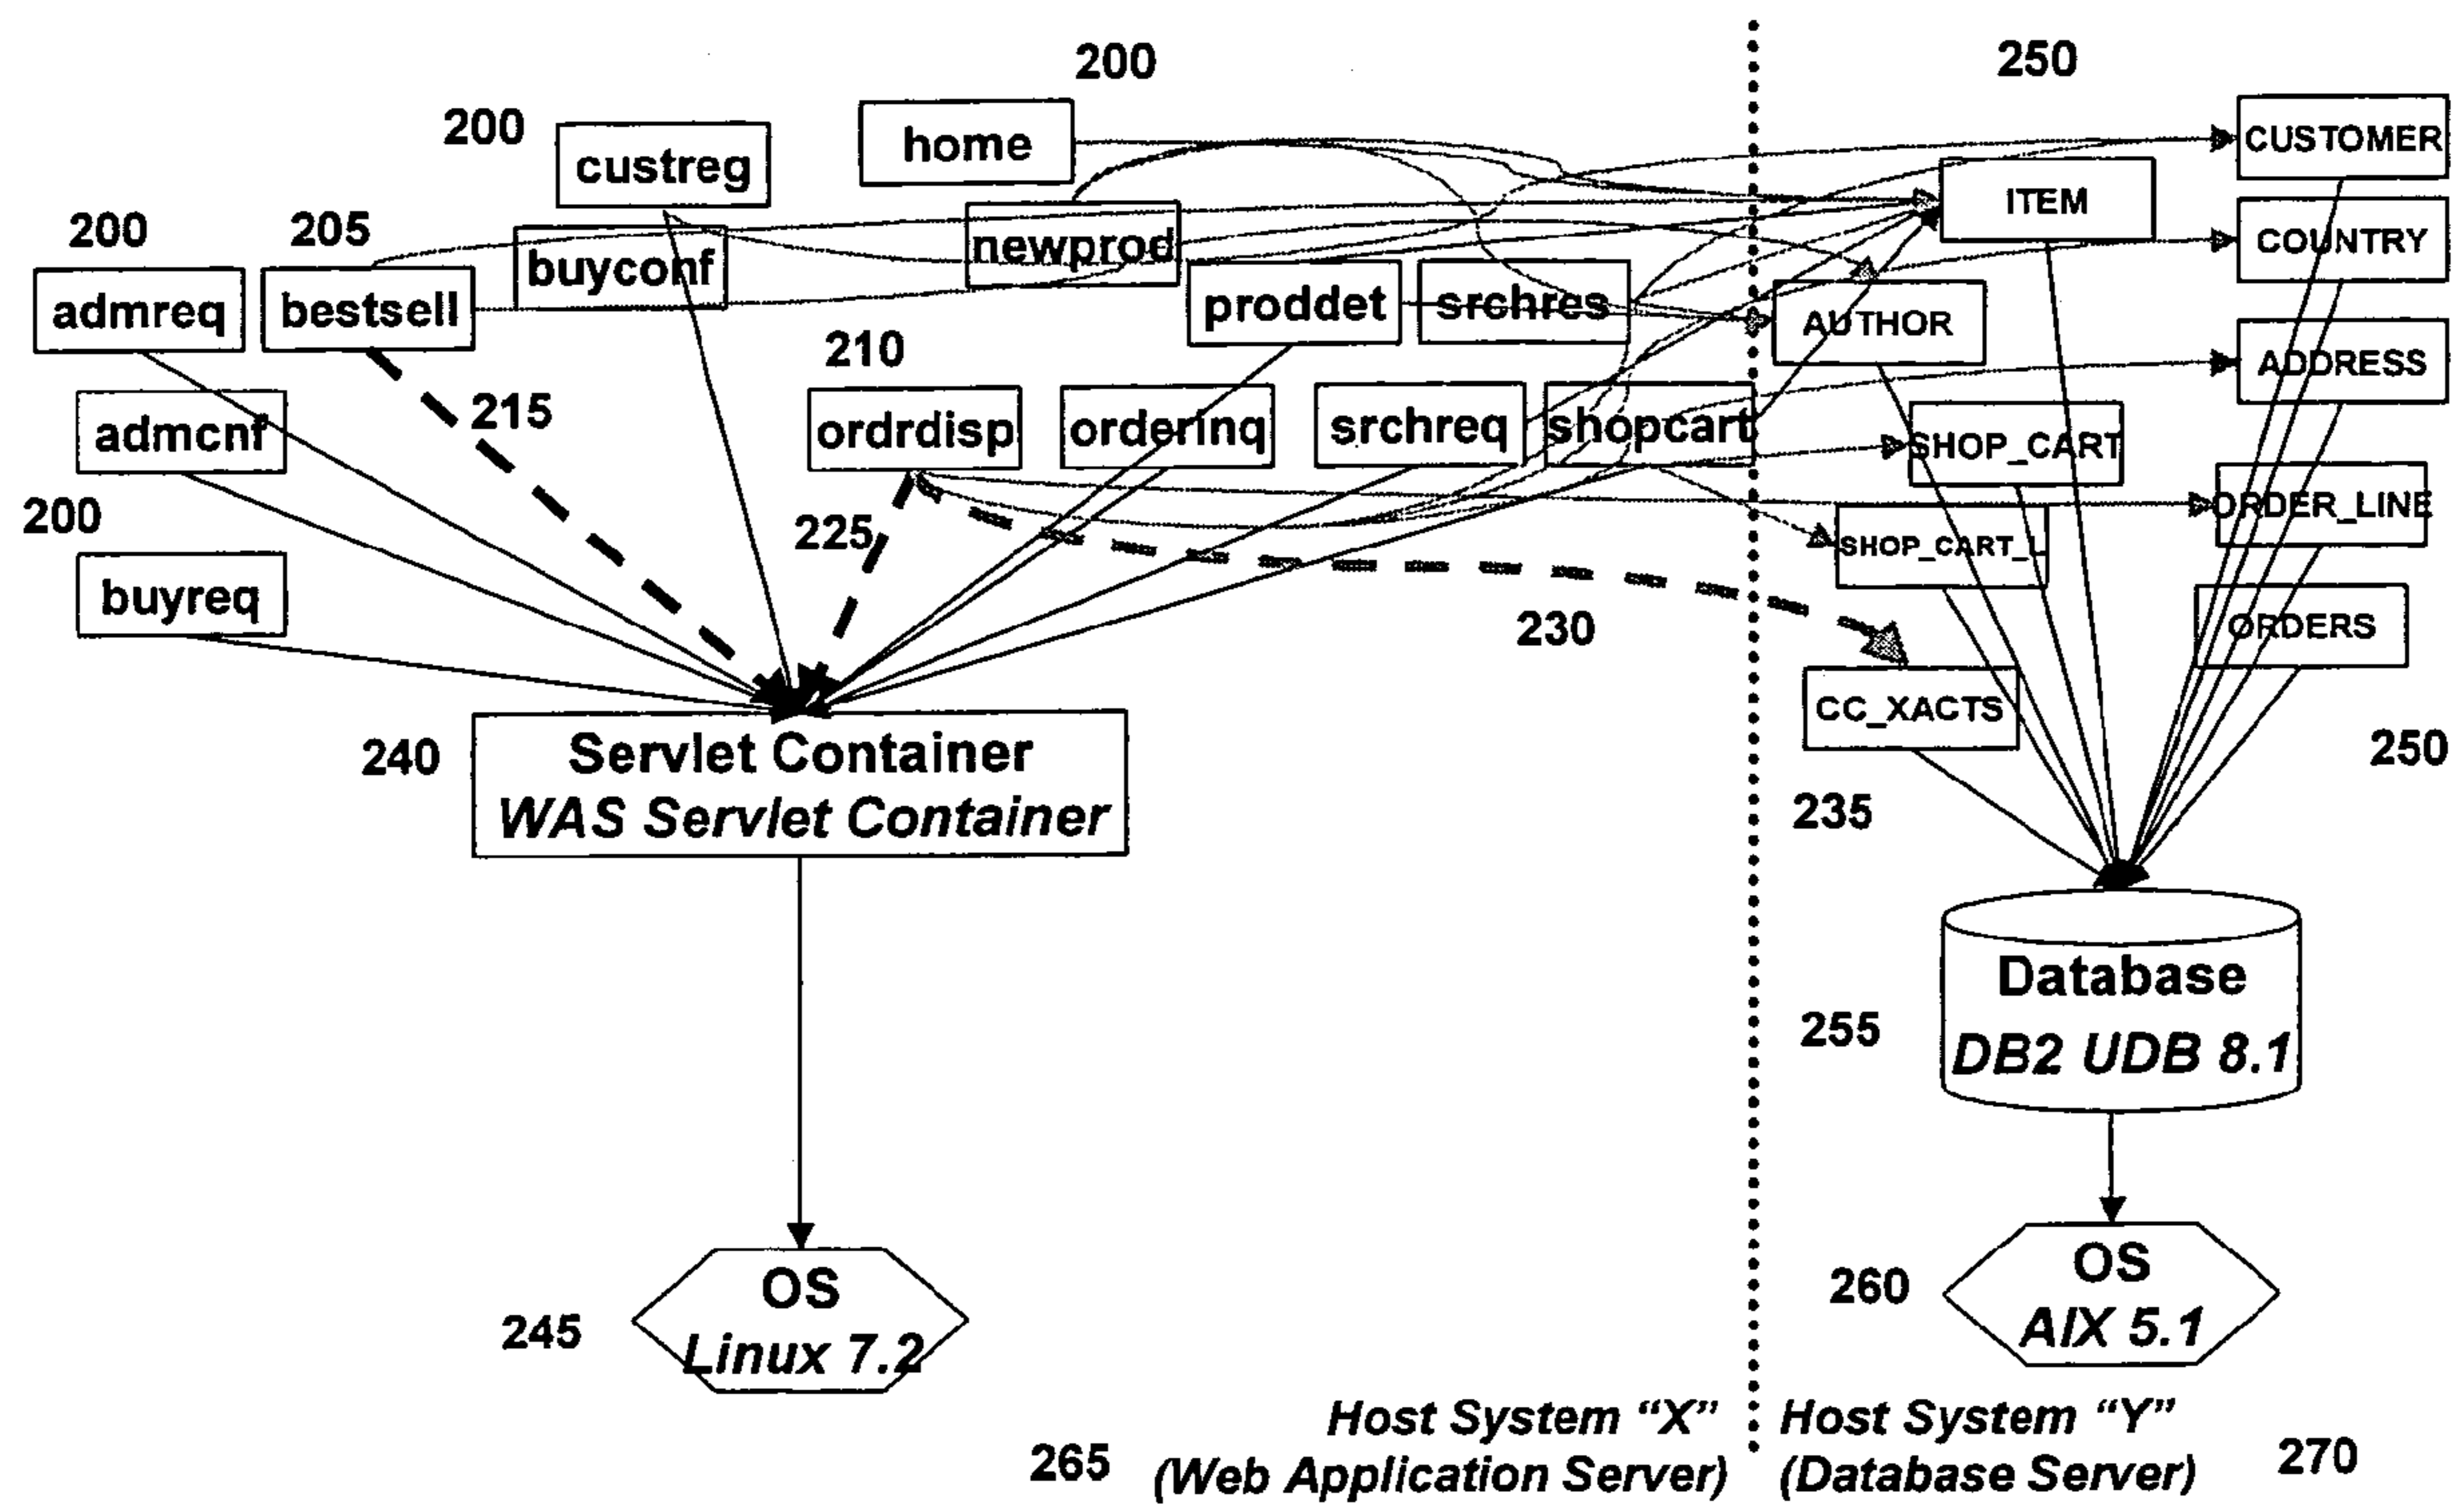 200
250
200
home
CUSTOMER
custreg
ITEM
200
205
newprod
COUNTRY
buyconf
admreq
bestsell
proddet
srchres
AUTHOR
210
ADDRESS
215
admcnf
ordrdisp
orderinq
srchreq
shopcart
SHOP_CART
200
225
ORDER_LINE
SHOP_CART_L
buyreq
230
ORDERS
CC_XACTS
240
Servlet Container
WAS Servlet Container
250
235
Database
255
DB2 UDB 8.1
OS
245
Linux 7.2
OS
260
AIX 5.1
Host System “X”
(Web Application Server)
265
Host System “Y”
(Database Server)
270